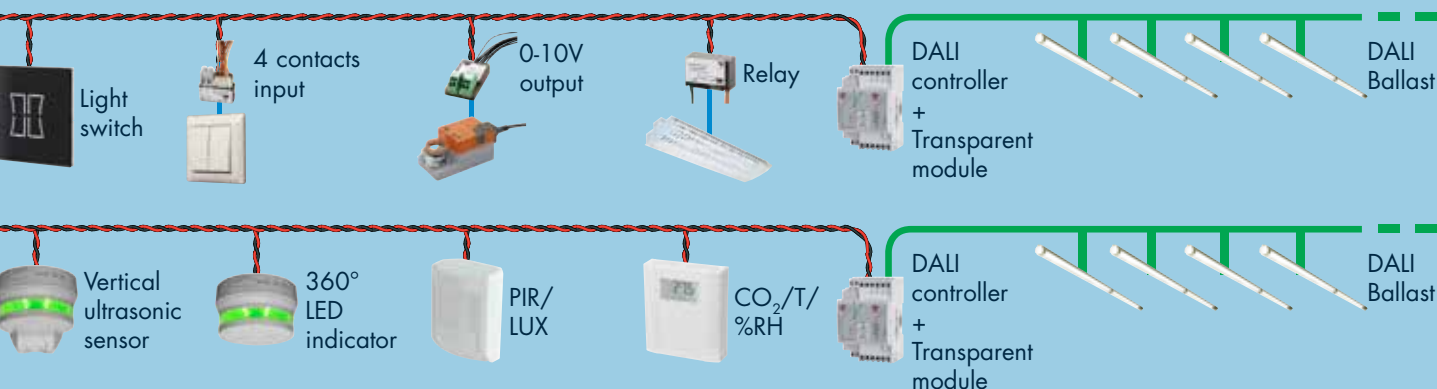 Light
switch
4 contacts
input
0-10V
output
Relay
DALI
controller
+
Transparent
module
DALI
Ballast
Vertical
ultrasonic
sensor
360°
LED
indicator
PIR/
LUX
CO₂/T/
%RH
DALI
controller
+
Transparent
module
DALI
Ballast